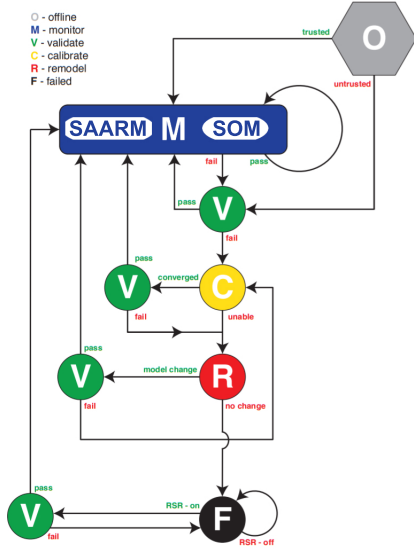 O - offline
M - monitor
V - validate
C - calibrate
R - remodel
F - failed
trusted
O
untrusted
SAARM M SOM
fail
pass
pass
V
fail
pass
converged
V
C
fail
unable
pass
model change
V
R
fail
no change
pass
RSR - on
V
F
fail
RSR - off